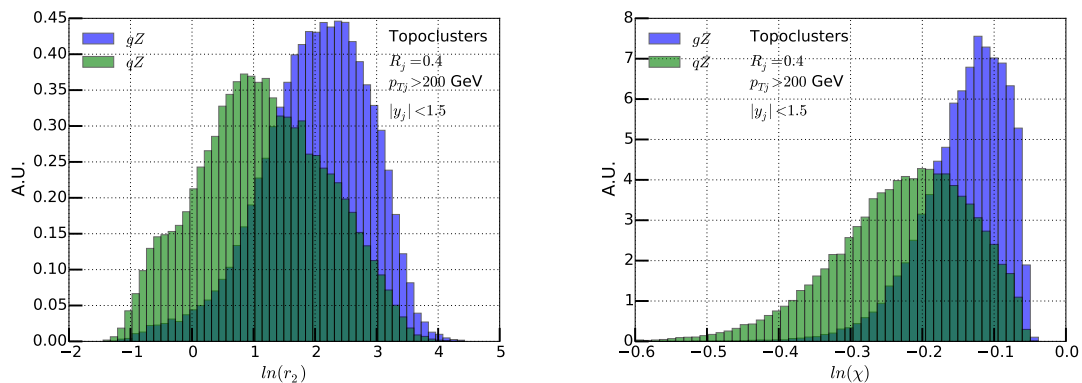 0.45
0.40
0.35
0.30
0.25
0.20
0.15
0.10
0.05
0.00
A.U.
gZ
qZ
Topoclusters
R_j=0.4
p_{Tj}>200 GeV
|y_j|<1.5
−2 −1 0 1 2 3 4 5
ln(r_2)
8
7
6
5
4
3
2
1
0
A.U.
gZ
qZ
Topoclusters
R_j=0.4
p_{Tj}>200 GeV
|y_j|<1.5
−0.6 −0.5 −0.4 −0.3 −0.2 −0.1 0.0
ln(χ)